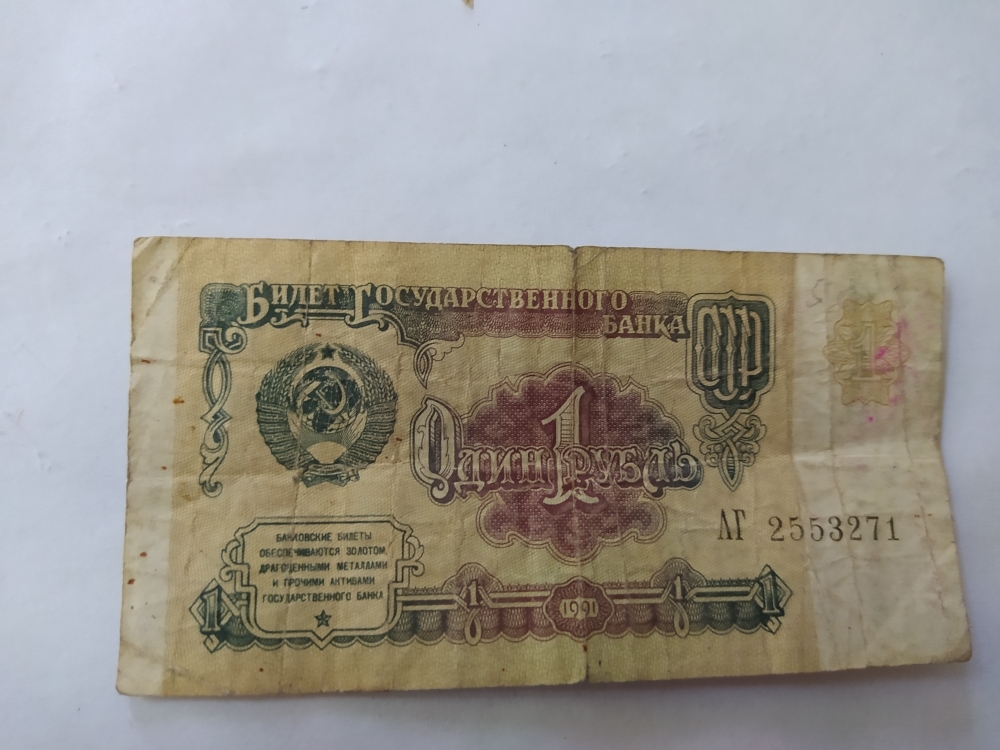 Билет Государственного
банка
СССР
1
Один рубль
1
ЛГ 2553271
БАНКОВСКИЕ БИЛЕТЫ
ОБЕСПЕЧИВАЮТСЯ ЗОЛОТОМ,
ДРАГОЦЕННЫМИ МЕТАЛЛАМИ
И ПРОЧИМИ АКТИВАМИ
ГОСУДАРСТВЕННОГО БАНКА
1 1 1991 1 1